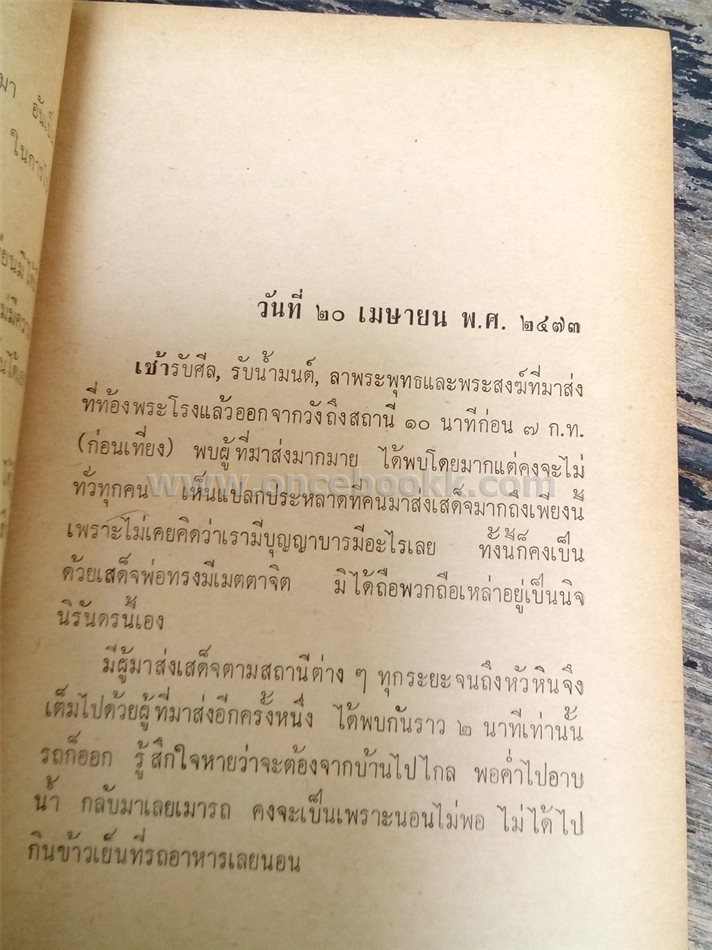 มา อัน
ในการ
วันที่ ๒๐ เมษายน พ.ศ. ๒๔๗๓
เช้ารับศีล, รับน้ำมนต์, ลาพระพุทธและพระสงฆ์ที่มาส่ง
ที่ท้องพระโรงแล้วออกจากวังถึงสถานี ๑๐ นาทีก่อน ๗ ก.ท.
(ก่อนเที่ยง) พบผู้ที่มาส่งมากมาย ได้พบโดยมากแต่คงจะไม่
ทั่วทุกคน เห็นแปลกประหลาดที่คนมาส่งเสด็จมากถึงเพียงนี้
www.oncebookk.com
เพราะไม่เคยคิดว่าเรามีบุญญาบารมีอะไรเลย ทั้งนี้ก็คงเป็น
ด้วยเสด็จพ่อทรงมีเมตตาจิต มิได้ถือพวกถือเหล่าอยู่เป็นนิจ
นิรันดรนี้เอง
มีผู้มาส่งเสด็จตามสถานีต่าง ๆ ทุกระยะจนถึงหัวหินจึง
เต็มไปด้วยผู้ที่มาส่งอีกครั้งหนึ่ง ได้พบกันราว ๒ นาทีเท่านั้น
รถก็ออก รู้สึกใจหายว่าจะต้องจากบ้านไปไกล พอค่ำไปอาบ
น้ำ กลับมาเลยเมารถ คงจะเป็นเพราะนอนไม่พอ ไม่ได้ไป
กินข้าวเย็นที่รถอาหารเลยนอน